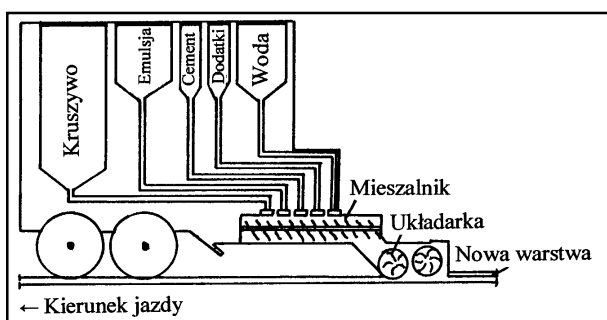 Kruszywo
Emulsja
Cement
Dodatki
Woda
Mieszalnik
Układarka
Nowa warstwa
← Kierunek jazdy